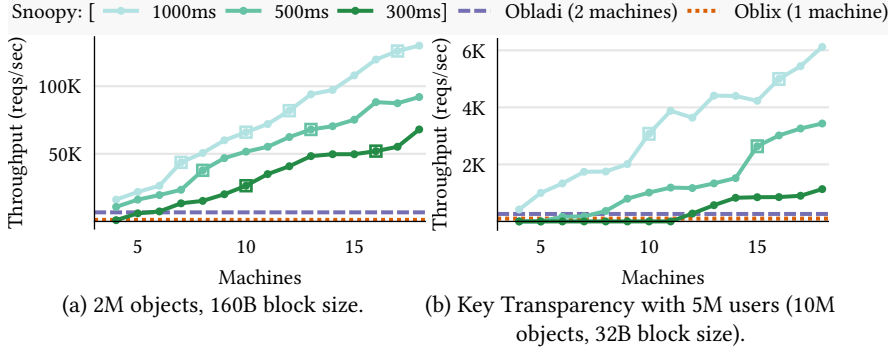 Snoopy: [ 1000ms 500ms 300ms] Obladi (2 machines) Oblix (1 machine)
Throughput (reqs/sec)
100K
50K
5 10 15
Machines
(a) 2M objects, 160B block size.
Throughput (reqs/sec)
6K
4K
2K
5 10 15
Machines
(b) Key Transparency with 5M users (10M
objects, 32B block size).